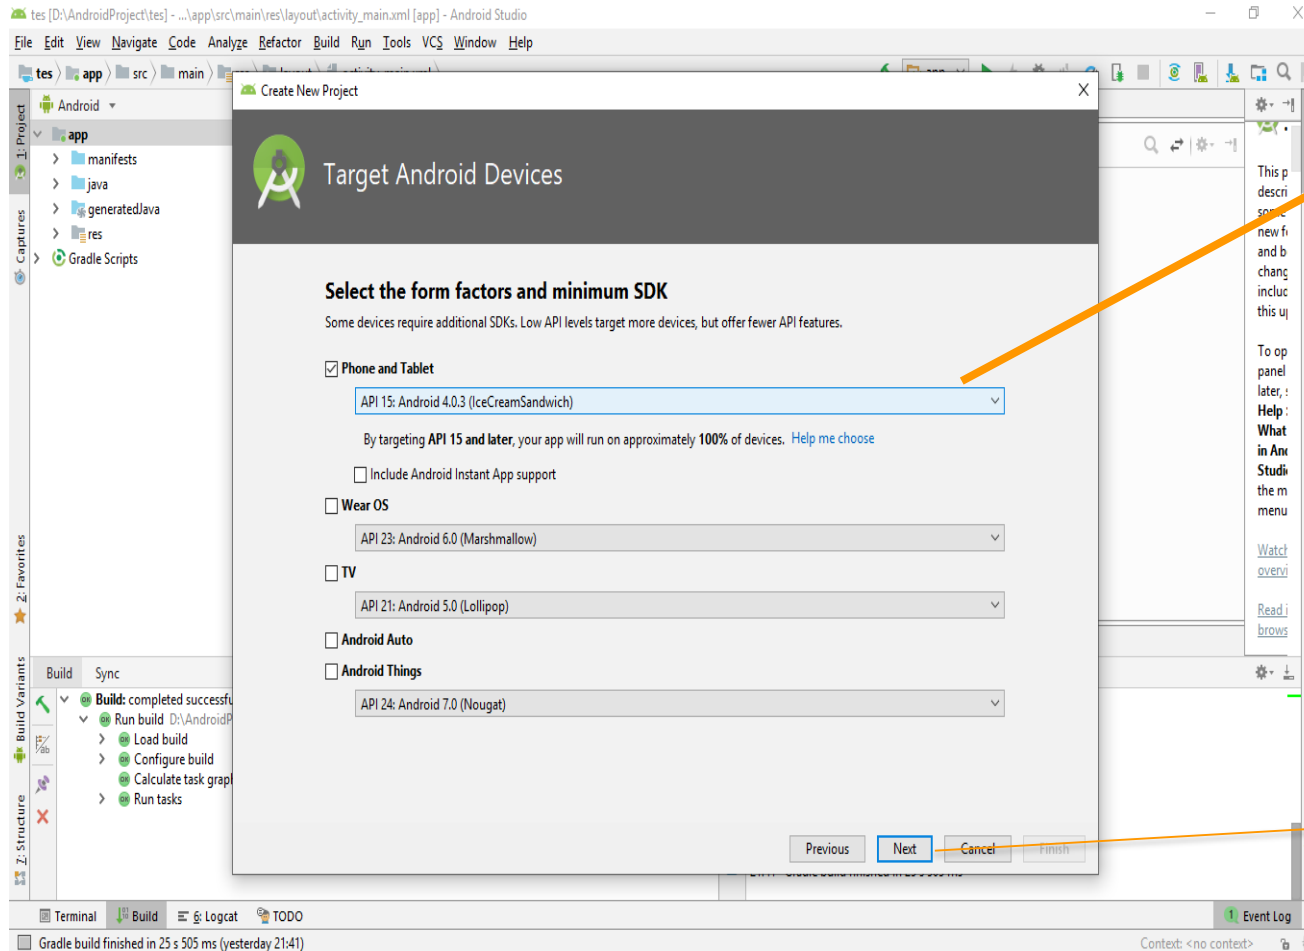 tes [D:\AndroidProject\tes] - ...\app\src\main\res\layout\activity_main.xml [app] - Android Studio
File Edit View Navigate Code Analyze Refactor Build Run Tools VCS Window Help
tes app src main
Create New Project
X
1: Project
Captures
2: Favorites
Build Variants
7: Structure
Android
app
manifests
java
generatedJava
res
Gradle Scripts
Target Android Devices
Select the form factors and minimum SDK
Some devices require additional SDKs. Low API levels target more devices, but offer fewer API features.
Phone and Tablet
API 15: Android 4.0.3 (IceCreamSandwich)
By targeting API 15 and later, your app will run on approximately 100% of devices. Help me choose
Include Android Instant App support
Wear OS
API 23: Android 6.0 (Marshmallow)
TV
API 21: Android 5.0 (Lollipop)
Android Auto
Android Things
API 24: Android 7.0 (Nougat)
Previous Next Cancel Finish
This p
descri
some
new f
and b
chang
includ
this u
To op
panel
later,
Help
What
in An
Studi
the m
menu
Watch
overvi
Read i
brows
Build Sync
Build: completed successfu
Run build D:\AndroidP
Load build
Configure build
Calculate task grap
Run tasks
Terminal Build 6: Logcat TODO
1 Event Log
Gradle build finished in 25 s 505 ms (yesterday 21:41)
Context: <no context>